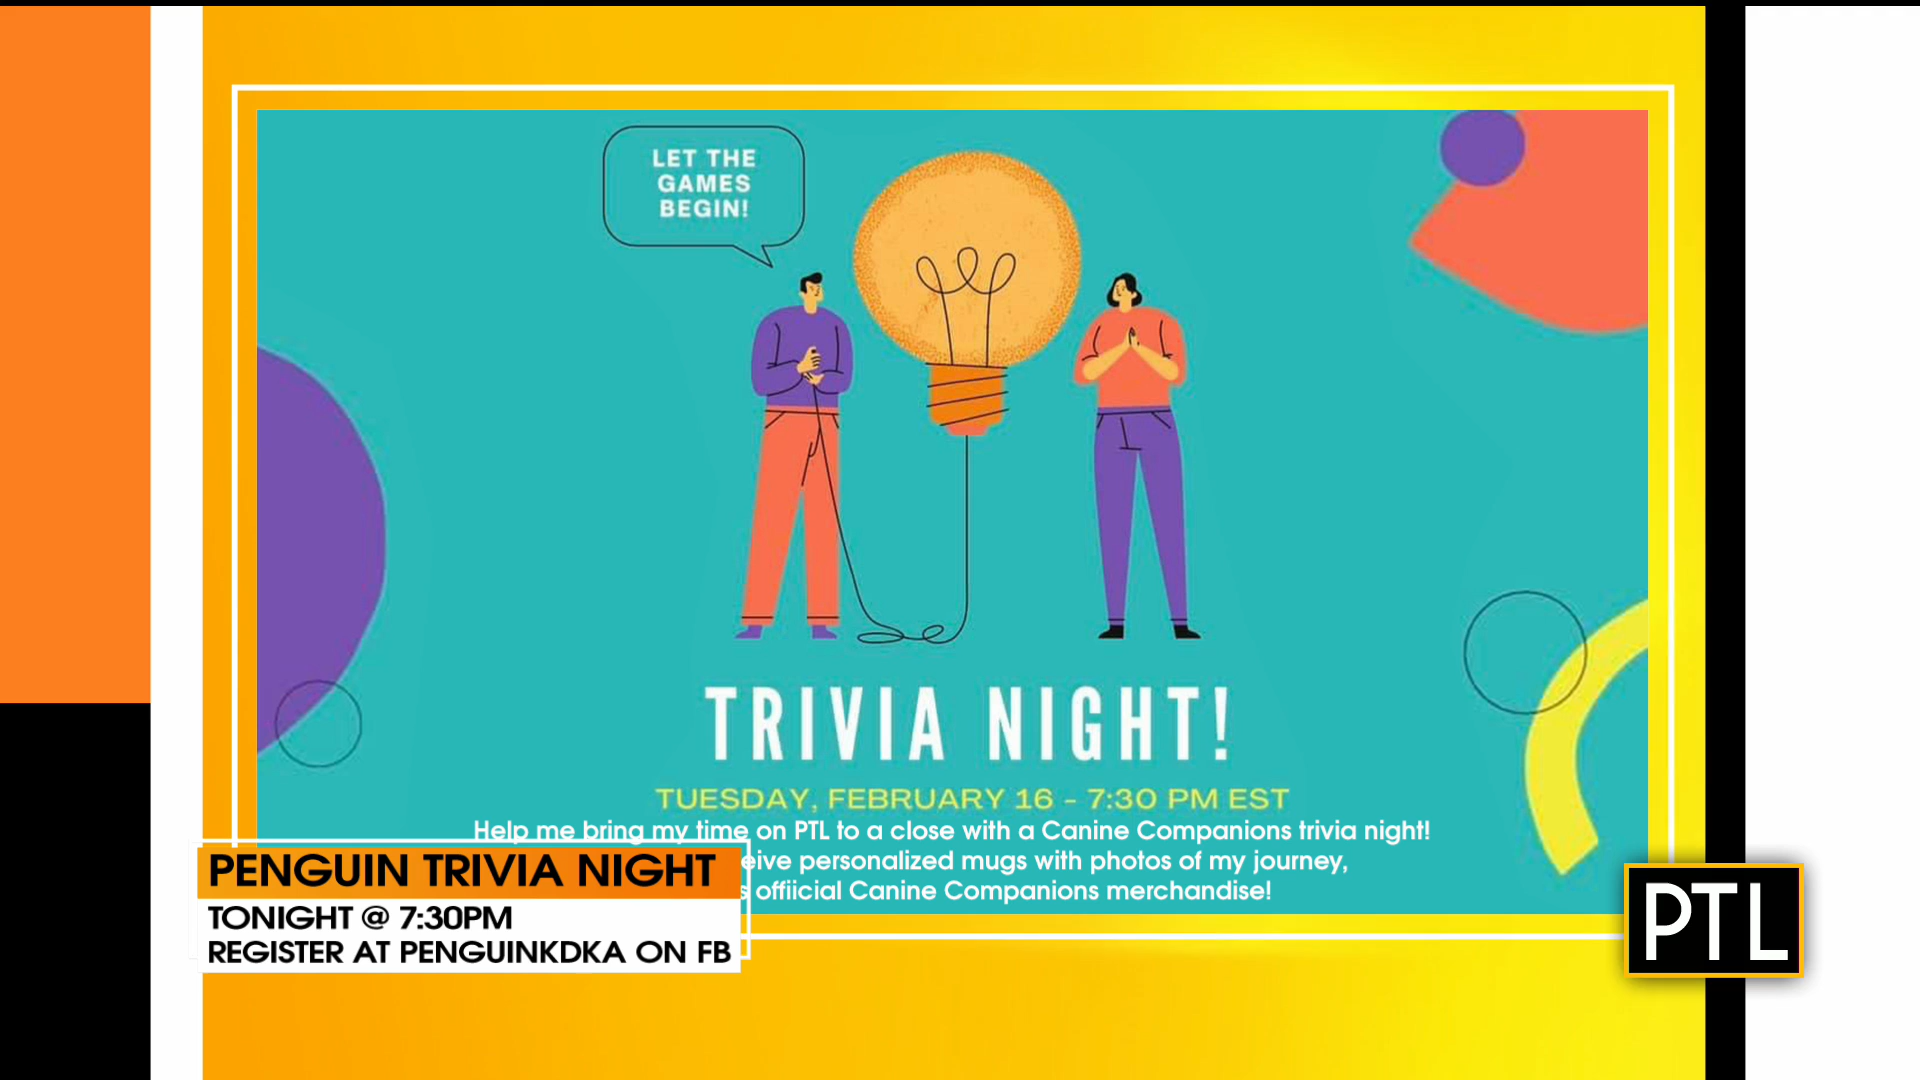 LET THE
GAMES
BEGIN!
TRIVIA NIGHT!
TUESDAY, FEBRUARY 16 - 7:30 PM EST
Help me bring my time on PTL to a close with a Canine Companions trivia night!
personalized mugs with photos of my journey,
offiicial Canine Companions merchandise!
PENGUIN TRIVIA NIGHT
TONIGHT @ 7:30PM
REGISTER AT PENGUINKDKA ON FB
PTL